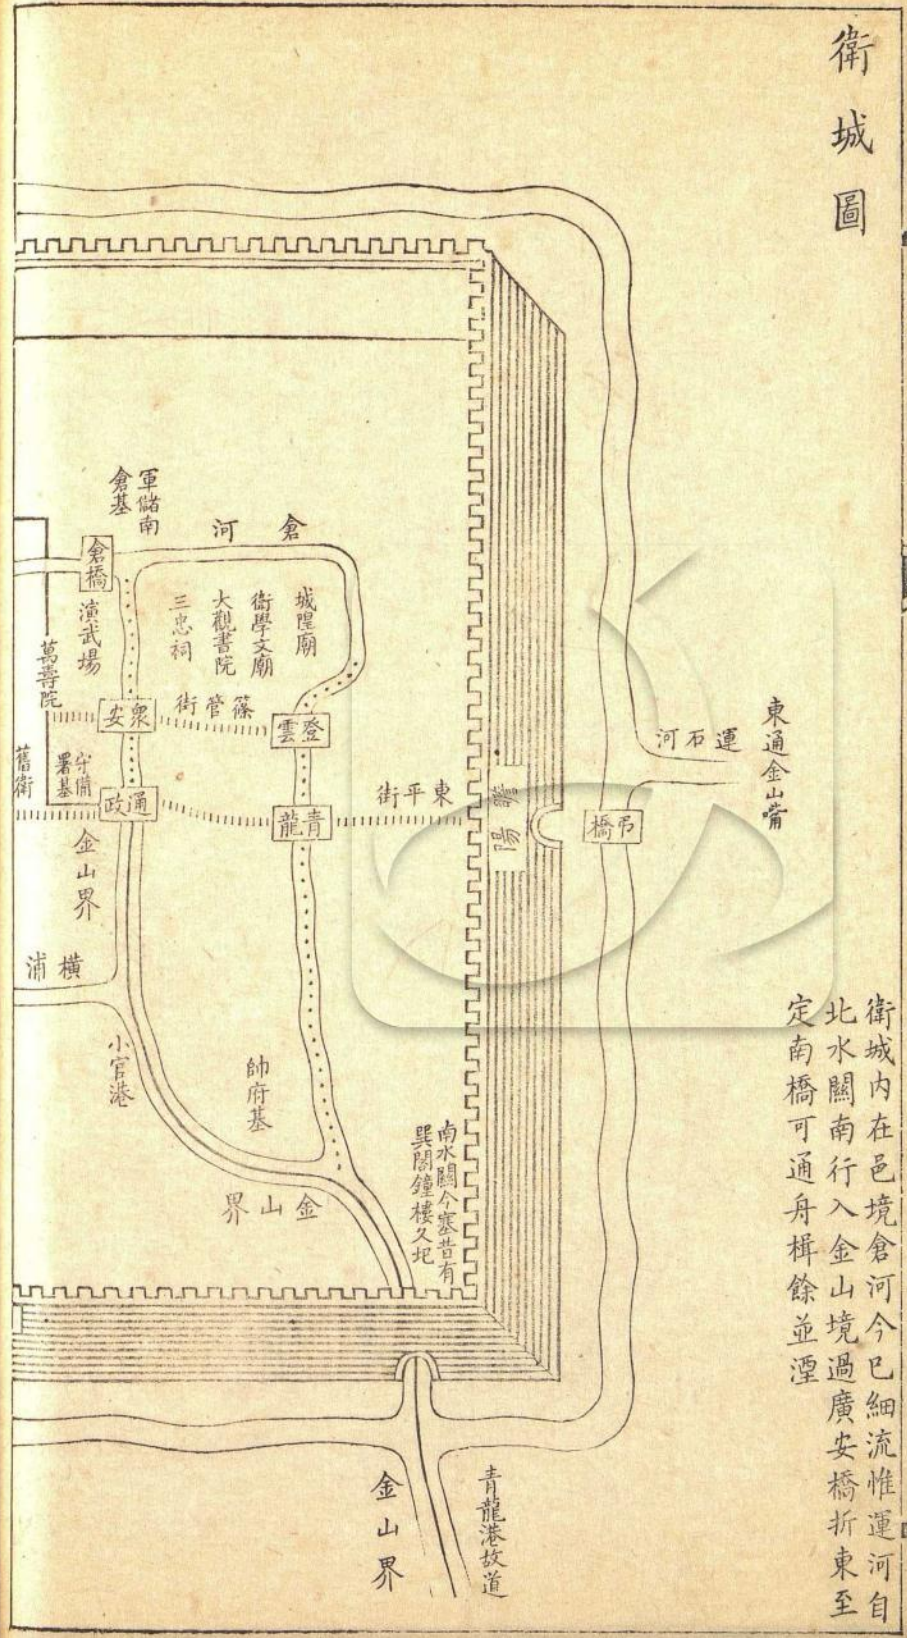 衛城圖
東通金山嘴
運石河
衛城內在邑境倉河今已細流惟運河自
北水關南行入金山境過廣安橋折東至
定南橋可通舟楫餘並湮
弔橋
陽
東平街
青龍
登雲
篠管街
衆安
通政
倉河
軍儲南
倉基
倉橋
城隍廟
衛學文廟
大觀書院
三忠祠
演武場
萬壽院
守備
署基
舊衛
金山界
橫浦
小官港
帥府基
金山界
南水關今塞昔有
巽閣鐘樓久圮
青龍港故道
金山界